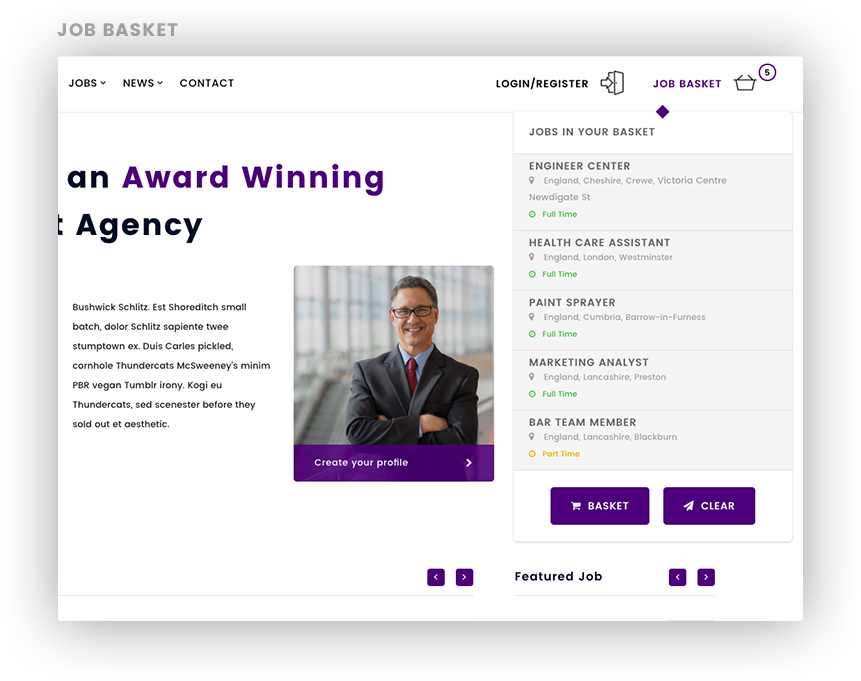 JOB BASKET
JOBS NEWS CONTACT LOGIN/REGISTER JOB BASKET 5
an Award Winning
t Agency
Bushwick Schlitz. Est Shoreditch small
batch, dolor Schlitz sapiente twee
stumptown ex. Duis Carles pickled,
cornhole Thundercats McSweeney's minim
PBR vegan Tumblr irony. Kogi eu
Thundercats, sed scenester before they
sold out et aesthetic.
Create your profile
JOBS IN YOUR BASKET
ENGINEER CENTER
England, Cheshire, Crewe, Victoria Centre
Newdigate St
Full Time
HEALTH CARE ASSISTANT
England, London, Westminster
Full Time
PAINT SPRAYER
England, Cumbria, Barrow-in-Furness
Full Time
MARKETING ANALYST
England, Lancashire, Preston
Full Time
BAR TEAM MEMBER
England, Lancashire, Blackburn
Part Time
BASKET CLEAR
Featured Job